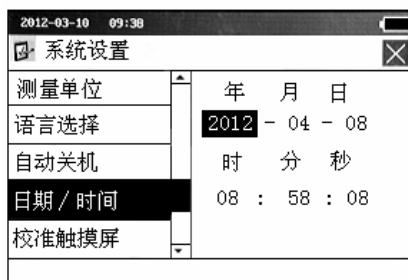 2012-03-10 09:38
系统设置
测量单位
语言选择
自动关机
日期/时间
校准触摸屏
年 月 日
2012 - 04 - 08
时 分 秒
08 : 58 : 08